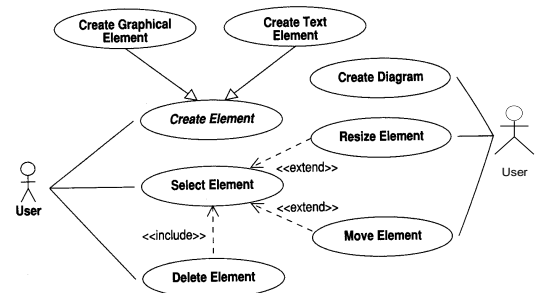 Create Graphical
Element
Create Text
Element
Create Diagram
Create Element
Resize Element
<<extend>>
User
Select Element
User
<<extend>>
<<include>>
Move Element
Delete Element